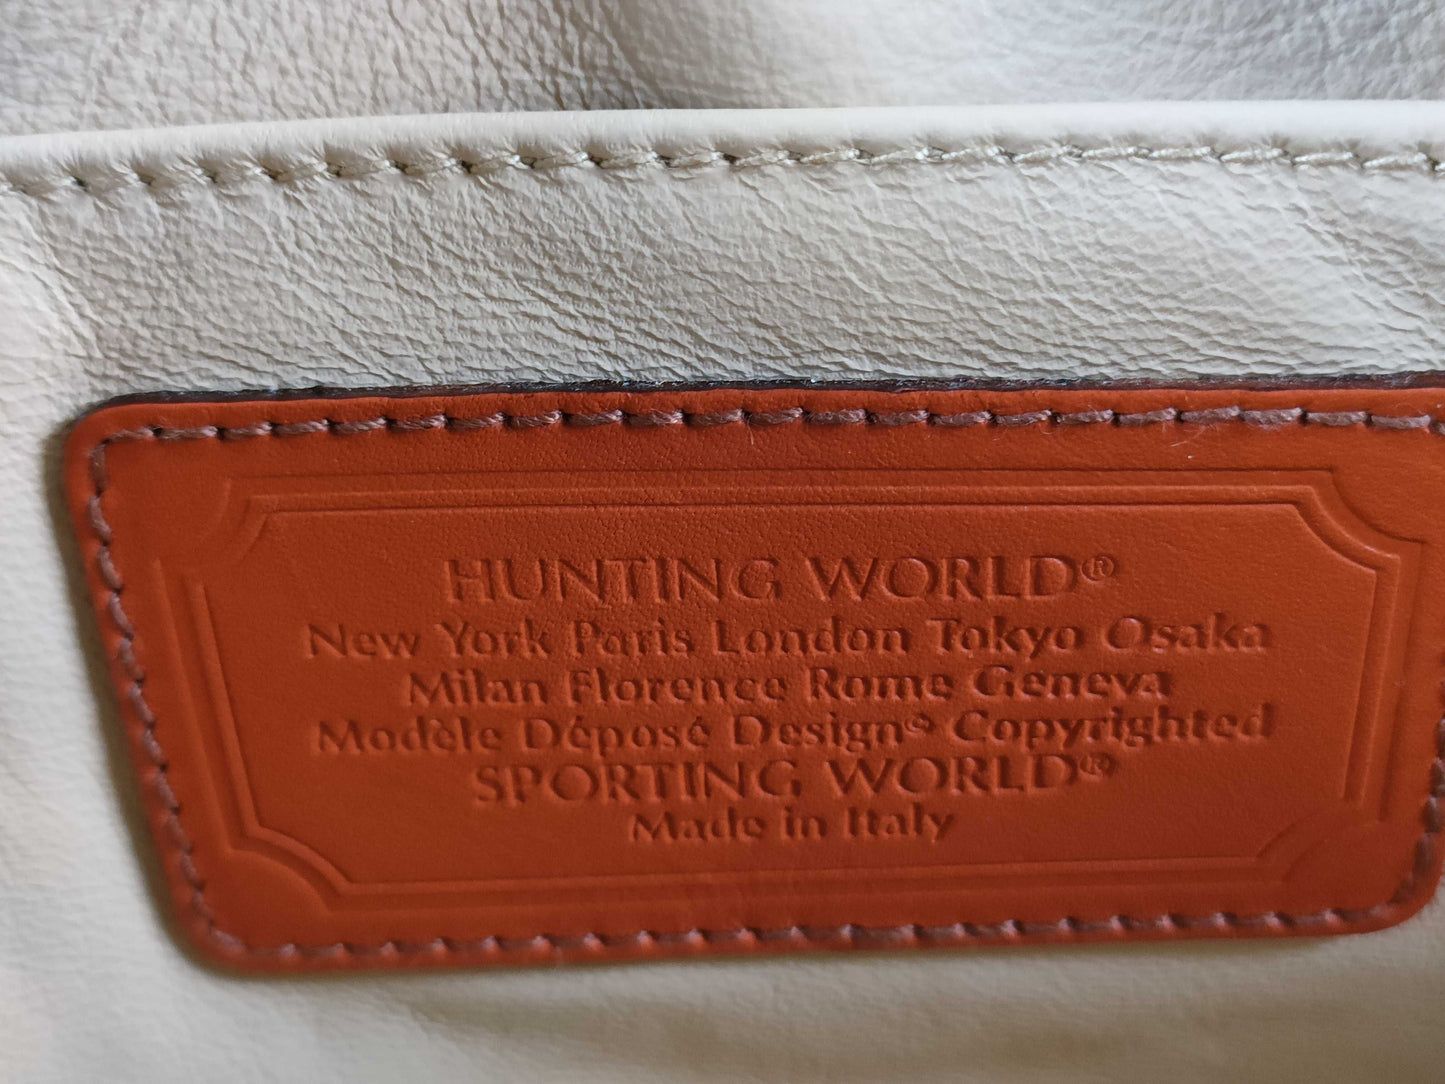 HUNTING WORLD®
New York Paris London Tokyo Osaka
Milan Florence Rome Geneva
Modèle Déposé Design® Copyrighted
SPORTING WORLD®
Made in Italy